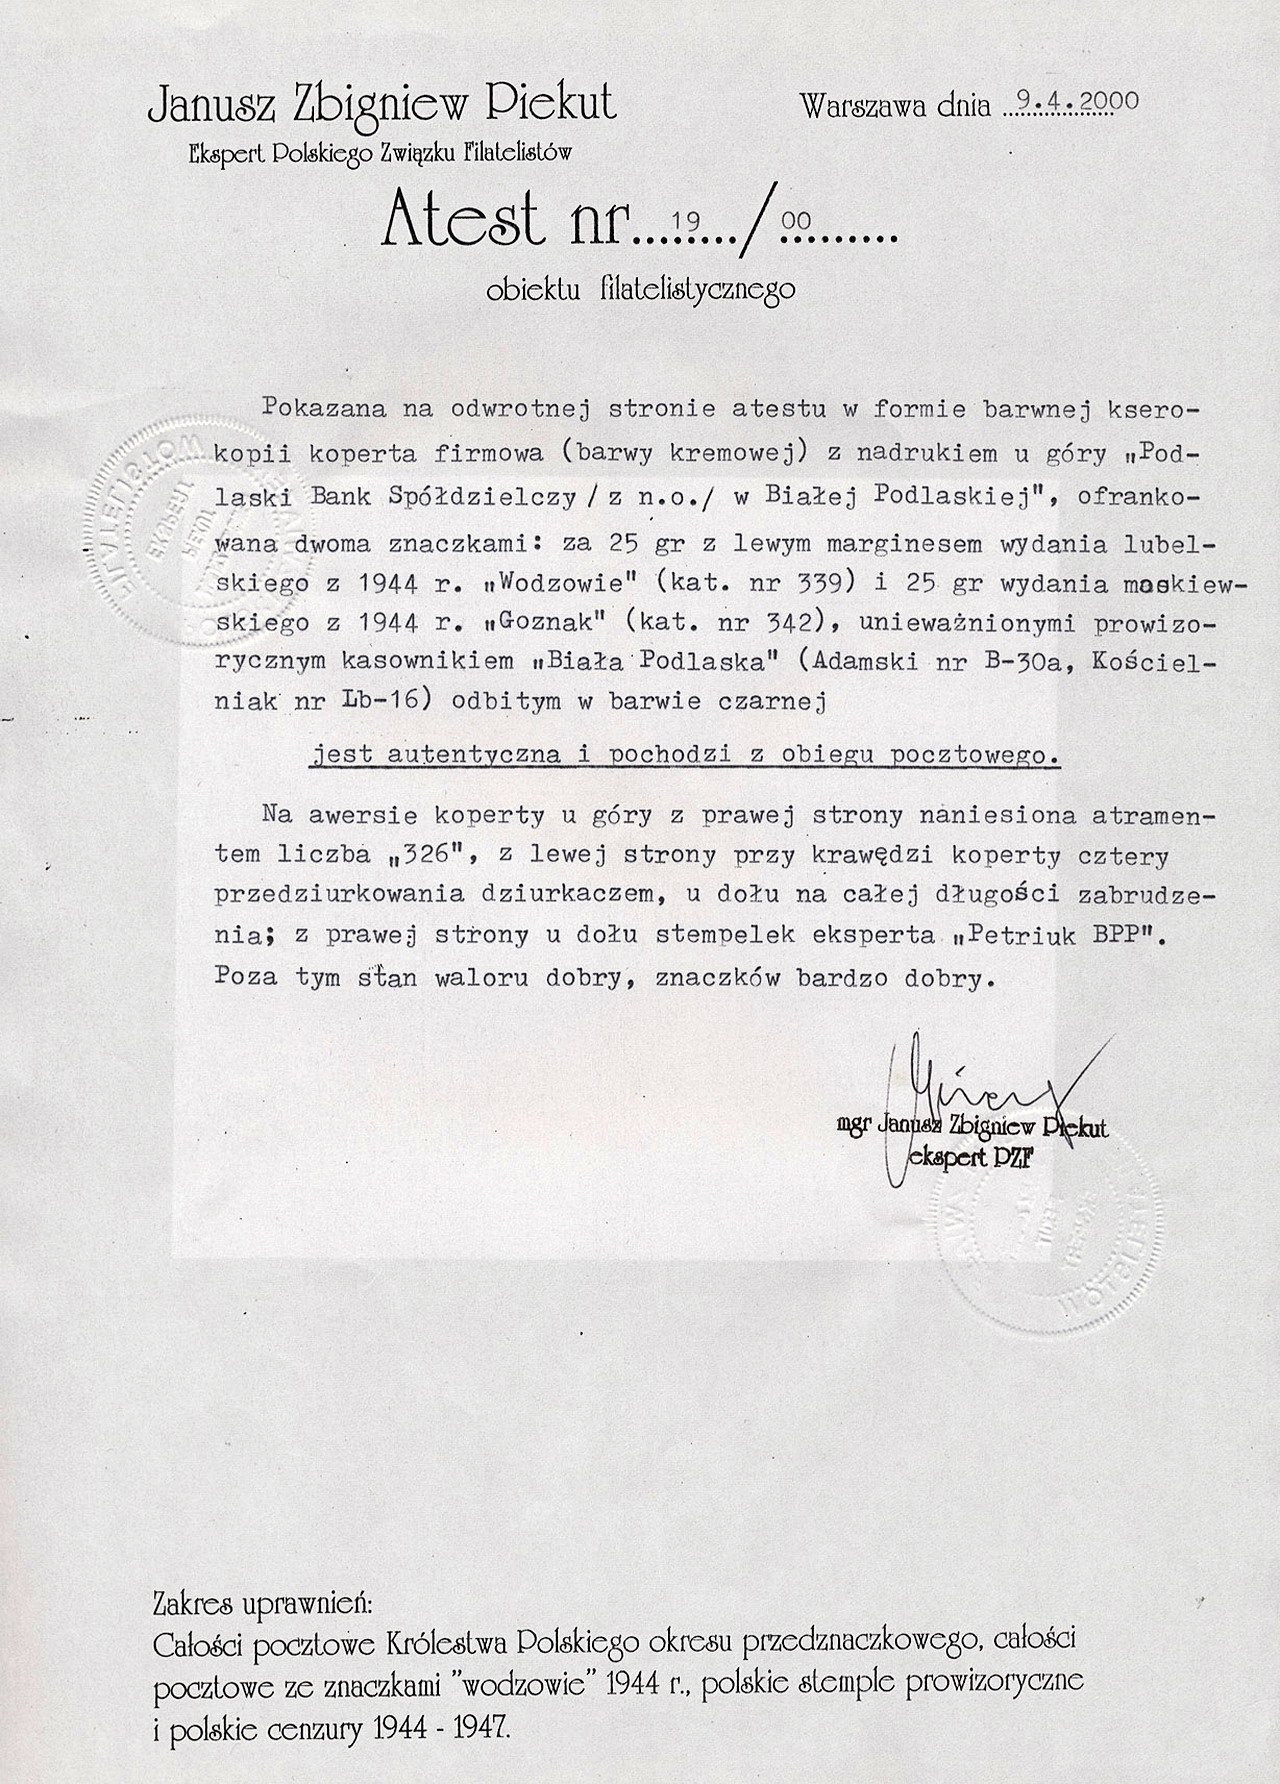 Janusz Zbigniew Piekut
Warszawa dnia 9.4.2000
Ekspert Polskiego Związku Filatelistów
Atest nr...19.../00.........
obiektu filatelistycznego
Pokazana na odwrotnej stronie atestu w formie barwnej ksero-
kopii koperta firmowa (barwy kremowej) z nadrukiem u góry „Pod-
laski Bank Spółdzielczy /z n.o./ w Białej Podlaskiej", ofranko-
wana dwoma znaczkami: za 25 gr z lewym marginesem wydania lubel-
skiego z 1944 r. „Wodzowie" (kat. nr 339) i 25 gr wydania moskiew-
skiego z 1944 r. „Goznak" (kat. nr 342), unieważnionymi prowizo-
rycznym kasownikiem „Biała Podlaska" (Adamski nr B-30a, Kościel-
niak nr Lb-16) odbitym w barwie czarnej
jest autentyczna i pochodzi z obiegu pocztowego.
Na awersie koperty u góry z prawej strony naniesiona atramen-
tem liczba „326", z lewej strony przy krawędzi koperty cztery
przedziurkowania dziurkaczem, u dołu na całej długości zabrudze-
nia; z prawej strony u dołu stempelek eksperta „Petriuk BPP".
Poza tym stan waloru dobry, znaczków bardzo dobry.
mgr Janusz Zbigniew Piekut
ekspert PZF
Zakres uprawnień:
Całości pocztowe Królestwa Polskiego okresu przedznaczkowego, całości
pocztowe ze znaczkami "wodzowie" 1944 r., polskie stemple prowizoryczne
i polskie cenzury 1944 - 1947.